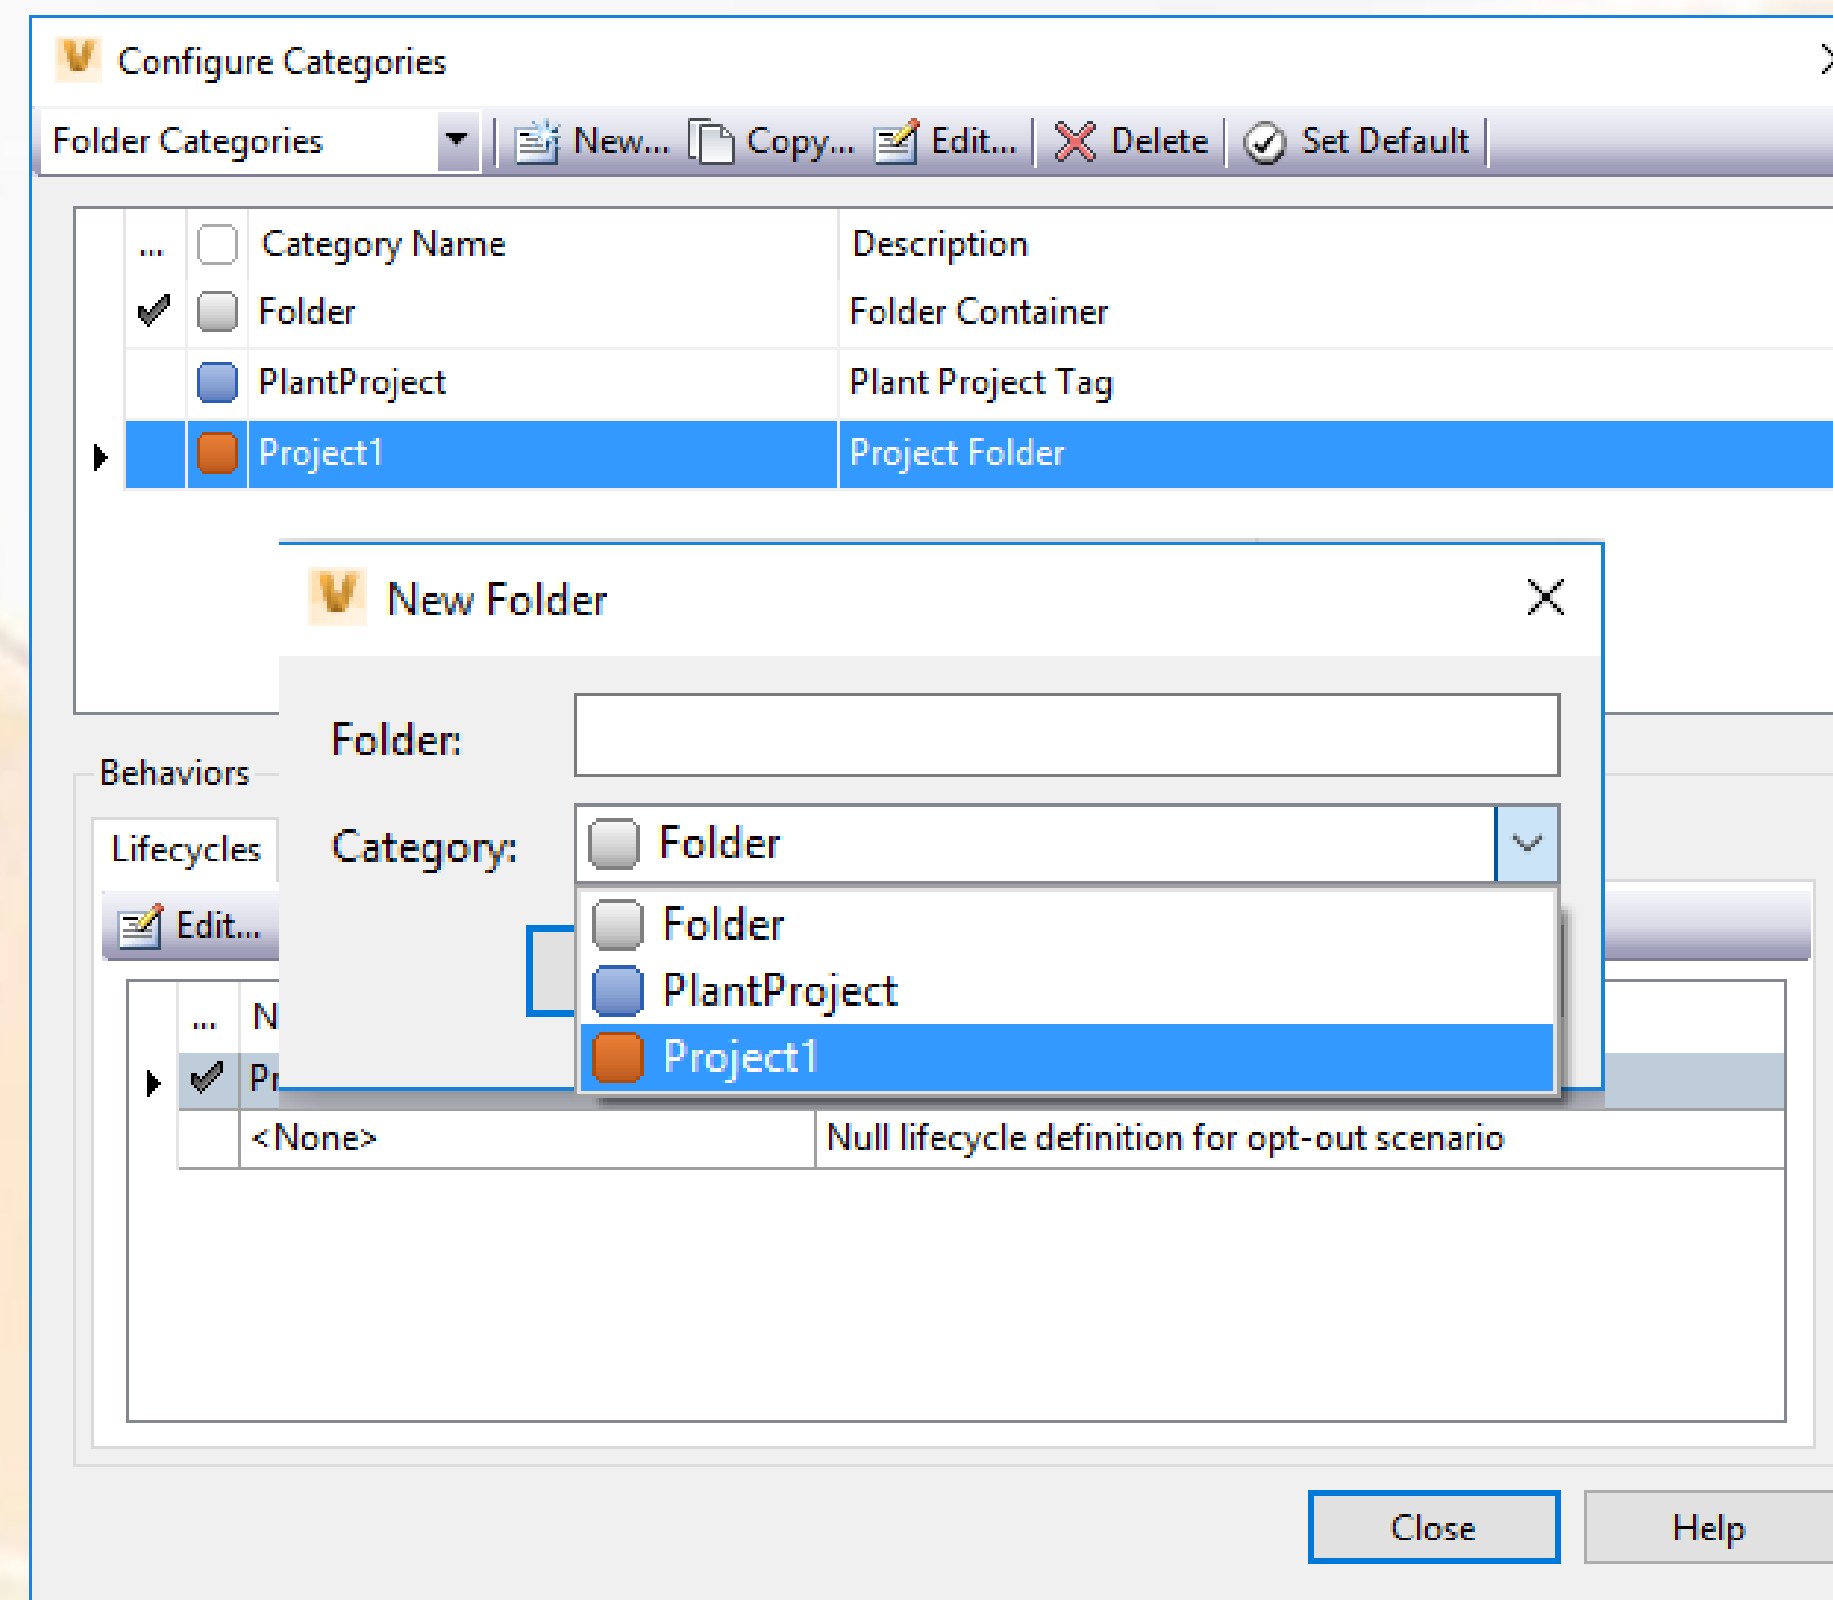 Configure Categories
Folder Categories New... Copy... Edit... Delete Set Default
... Category Name Description
Folder Folder Container
PlantProject Plant Project Tag
Project1 Project Folder
New Folder
Folder:
Behaviors
Lifecycles
Category: Folder
Folder
Edit...
PlantProject
...
Project1
<None> Null lifecycle definition for opt-out scenario
Close Help